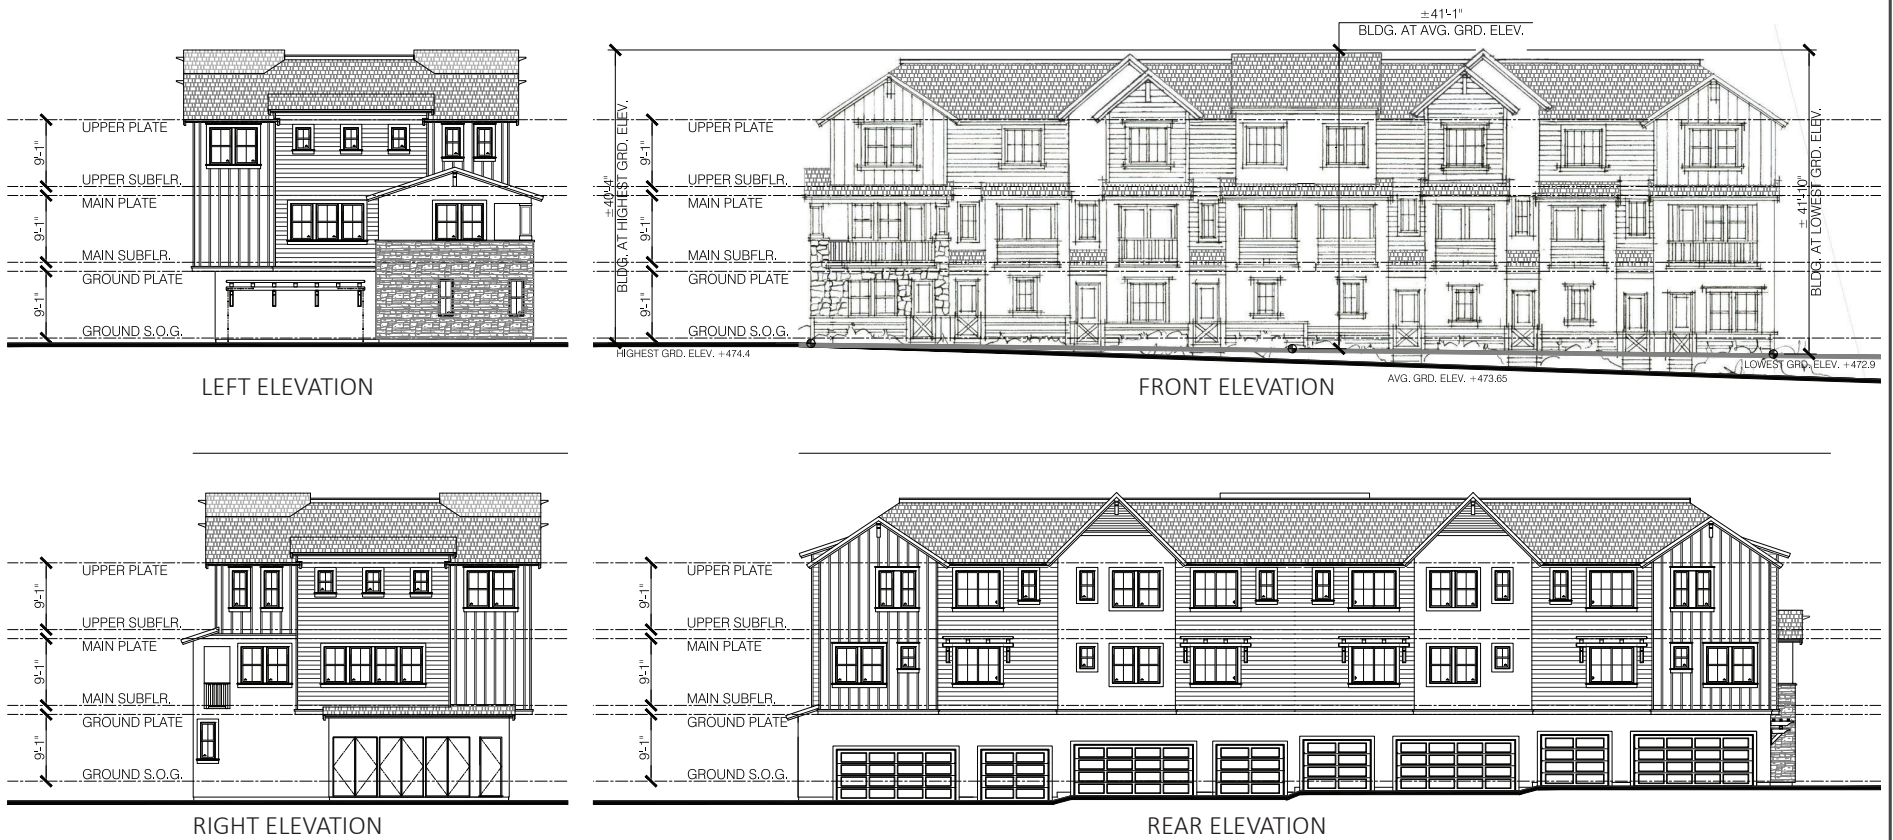 ±41'-1"
BLDG. AT AVG. GRD. ELEV.
UPPER PLATE
9'-1"
UPPER SUBFLR.
MAIN PLATE
9'-1"
MAIN SUBFLR.
GROUND PLATE
9'-1"
GROUND S.O.G.
LEFT ELEVATION
±40'-4"
BLDG. AT HIGHEST GRD. ELEV.
UPPER PLATE
9'-1"
UPPER SUBFLR.
MAIN PLATE
9'-1"
MAIN SUBFLR.
GROUND PLATE
9'-1"
GROUND S.O.G.
HIGHEST GRD. ELEV. +474.4
±41'-10"
BLDG. AT LOWEST GRD. ELEV.
LOWEST GRD. ELEV. +472.9
AVG. GRD. ELEV. +473.65
FRONT ELEVATION
UPPER PLATE
9'-1"
UPPER SUBFLR.
MAIN PLATE
9'-1"
MAIN SUBFLR.
GROUND PLATE
9'-1"
GROUND S.O.G.
RIGHT ELEVATION
UPPER PLATE
9'-1"
UPPER SUBFLR.
MAIN PLATE
9'-1"
MAIN SUBFLR.
GROUND PLATE
9'-1"
GROUND S.O.G.
REAR ELEVATION